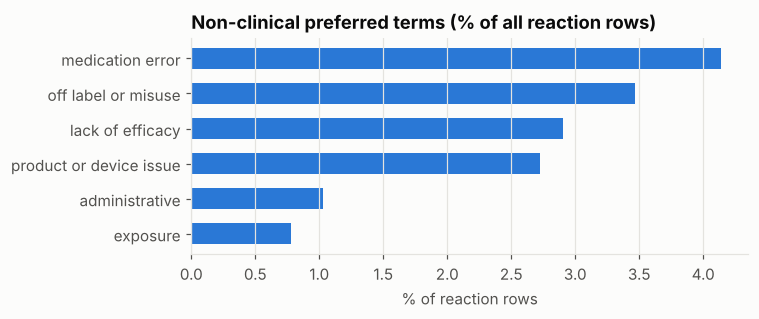 Non-clinical preferred terms (% of all reaction rows)
medication error
off label or misuse
lack of efficacy
product or device issue
administrative
exposure
0.0 0.5 1.0 1.5 2.0 2.5 3.0 3.5 4.0
% of reaction rows